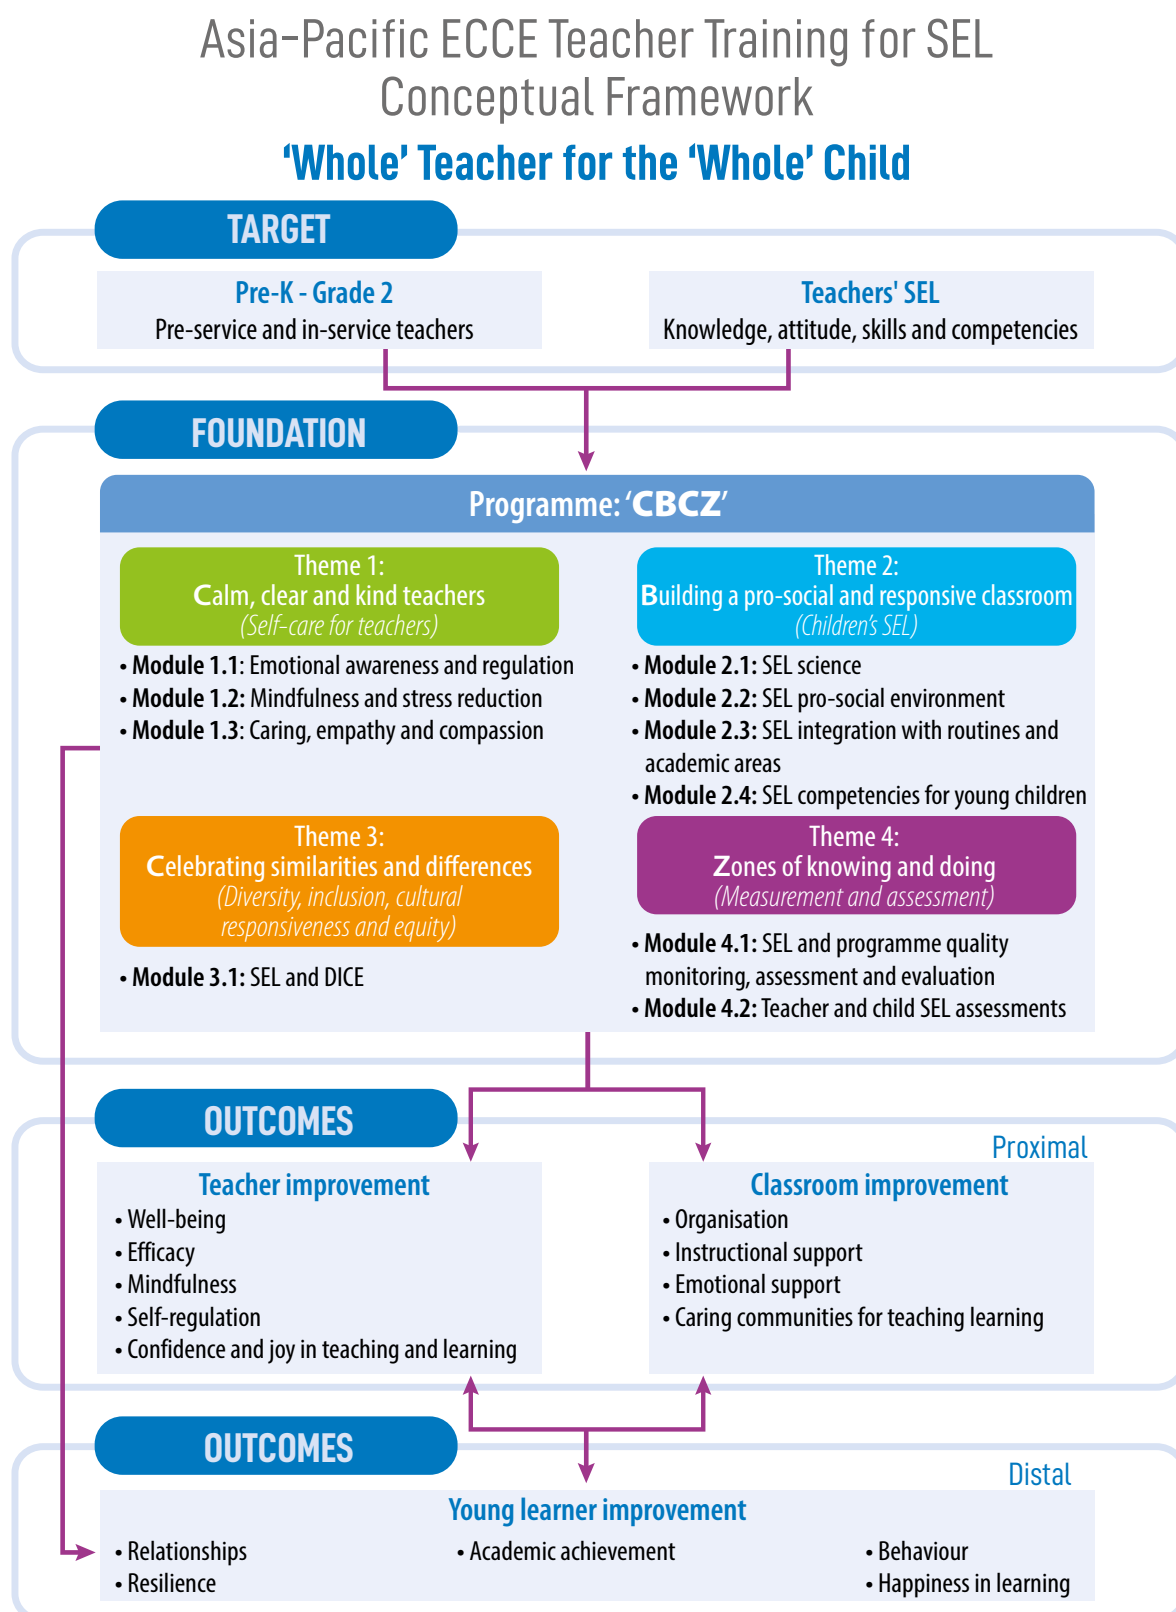 Asia-Pacific ECCE Teacher Training for SEL
Conceptual Framework
‘Whole’ Teacher for the ‘Whole’ Child
TARGET
Pre-K - Grade 2
Pre-service and in-service teachers
Teachers' SEL
Knowledge, attitude, skills and competencies
FOUNDATION
Programme: ‘CBCZ’
Theme 1:
Calm, clear and kind teachers
(Self-care for teachers)
• Module 1.1: Emotional awareness and regulation
• Module 1.2: Mindfulness and stress reduction
• Module 1.3: Caring, empathy and compassion
Theme 2:
Building a pro-social and responsive classroom
(Children’s SEL)
• Module 2.1: SEL science
• Module 2.2: SEL pro-social environment
• Module 2.3: SEL integration with routines and
academic areas
• Module 2.4: SEL competencies for young children
Theme 3:
Celebrating similarities and differences
(Diversity, inclusion, cultural
responsiveness and equity)
• Module 3.1: SEL and DICE
Theme 4:
Zones of knowing and doing
(Measurement and assessment)
• Module 4.1: SEL and programme quality
monitoring, assessment and evaluation
• Module 4.2: Teacher and child SEL assessments
OUTCOMES
Proximal
Teacher improvement
• Well-being
• Efficacy
• Mindfulness
• Self-regulation
• Confidence and joy in teaching and learning
Classroom improvement
• Organisation
• Instructional support
• Emotional support
• Caring communities for teaching learning
OUTCOMES
Distal
Young learner improvement
• Relationships
• Resilience
• Academic achievement
• Behaviour
• Happiness in learning